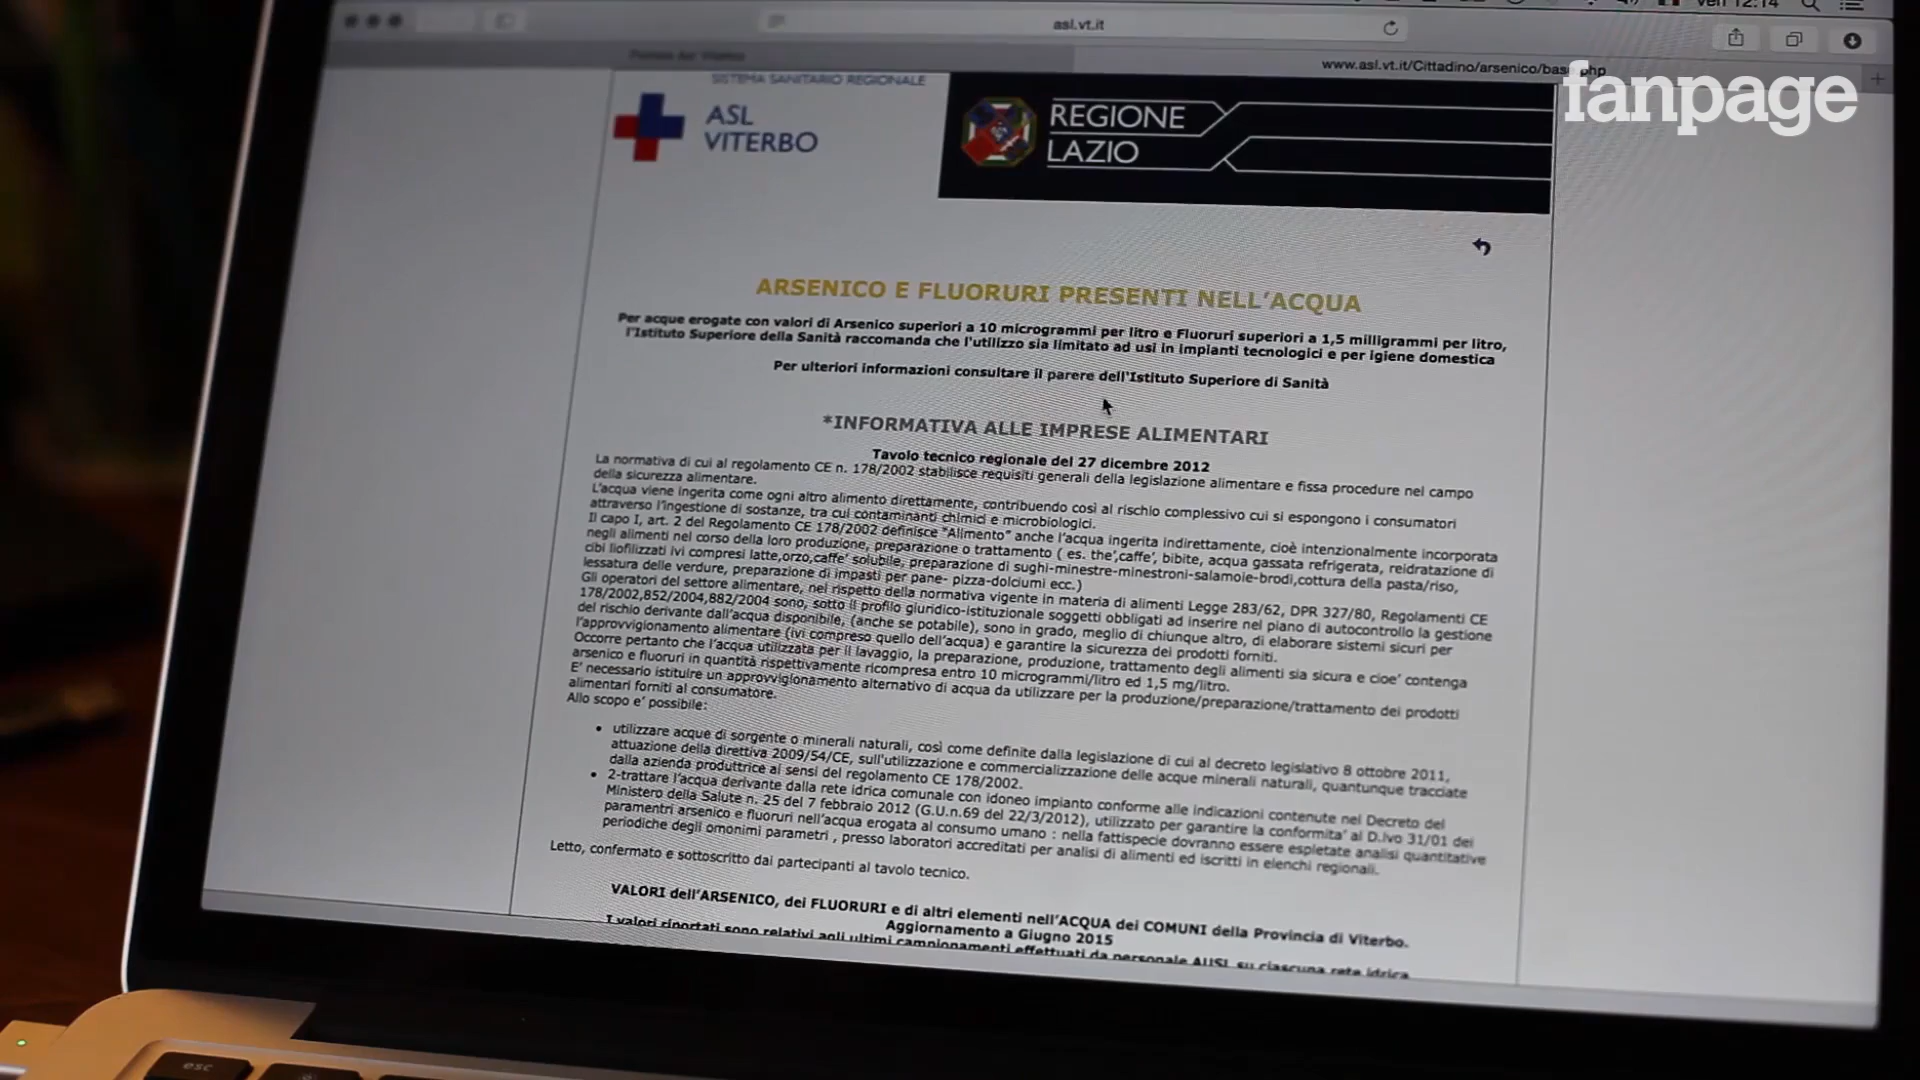 Ven 12:14
asl.vt.it
www.asl.vt.it/Cittadino/arsenico/base.php
fanpage
SISTEMA SANITARIO REGIONALE
ASL
VITERBO
REGIONE
LAZIO
ARSENICO E FLUORURI PRESENTI NELL'ACQUA
Per acque erogate con valori di Arsenico superiori a 10 microgrammi per litro e Fluoruri superiori a 1,5 milligrammi per litro,
l'Istituto Superiore della Sanità raccomanda che l'utilizzo sia limitato ad usi in impianti tecnologici e per igiene domestica
Per ulteriori informazioni consultare il parere dell'Istituto Superiore di Sanità
*INFORMATIVA ALLE IMPRESE ALIMENTARI
Tavolo tecnico regionale del 27 dicembre 2012
La normativa di cui al regolamento CE n. 178/2002 stabilisce requisiti generali della legislazione alimentare e fissa procedure nel campo
della sicurezza alimentare.
L'acqua viene ingerita come ogni altro alimento direttamente, contribuendo così al rischio complessivo cui si espongono i consumatori
attraverso l'ingestione di sostanze, tra cui contaminanti chimici e microbiologici.
Il capo I, art. 2 del Regolamento CE 178/2002 definisce "Alimento" anche l'acqua ingerita indirettamente, cioè intenzionalmente incorporata
negli alimenti nel corso della loro produzione, preparazione o trattamento ( es. the',caffe', bibite, acqua gassata refrigerata, reidratazione di
cibi liofilizzati ivi compresi latte,orzo,caffe' solubile, preparazione di sughi-minestre-minestroni-salamoie-brodi,cottura della pasta/riso,
lessatura delle verdure, preparazione di impasti per pane- pizza-dolciumi ecc.)
Gli operatori del settore alimentare, nel rispetto della normativa vigente in materia di alimenti Legge 283/62, DPR 327/80, Regolamenti CE
178/2002,852/2004,882/2004 sono, sotto il profilo giuridico-istituzionale soggetti obbligati ad inserire nel piano di autocontrollo la gestione
del rischio derivante dall'acqua disponibile, (anche se potabile), sono in grado, meglio di chiunque altro, di elaborare sistemi sicuri per
l'approvvigionamento alimentare (ivi compreso quello dell'acqua) e garantire la sicurezza dei prodotti forniti.
Occorre pertanto che l'acqua utilizzata per il lavaggio, la preparazione, produzione, trattamento degli alimenti sia sicura e cioe' contenga
arsenico e fluoruri in quantità rispettivamente ricompresa entro 10 microgrammi/litro ed 1,5 mg/litro.
E' necessario istituire un approvvigionamento alternativo di acqua da utilizzare per la produzione/preparazione/trattamento dei prodotti
alimentari forniti al consumatore.
Allo scopo e' possibile:
• utilizzare acque di sorgente o minerali naturali, così come definite dalla legislazione di cui al decreto legislativo 8 ottobre 2011,
attuazione della direttiva 2009/54/CE, sull'utilizzazione e commercializzazione delle acque minerali naturali, quantunque tracciate
dalla azienda produttrice ai sensi del regolamento CE 178/2002.
• 2-trattare l'acqua derivante dalla rete idrica comunale con idoneo impianto conforme alle indicazioni contenute nel Decreto del
Ministero della Salute n. 25 del 7 febbraio 2012 (G.U.n.69 del 22/3/2012), utilizzato per garantire la conformita' al D.lvo 31/01 dei
paramentri arsenico e fluoruri nell'acqua erogata al consumo umano : nella fattispecie dovranno essere espletate analisi quantitative
periodiche degli omonimi parametri , presso laboratori accreditati per analisi di alimenti ed iscritti in elenchi regionali.
Letto, confermato e sottoscritto dai partecipanti al tavolo tecnico.
VALORI dell'ARSENICO, dei FLUORURI e di altri elementi nell'ACQUA dei COMUNI della Provincia di Viterbo.
Aggiornamento a Giugno 2015
I valori riportati sono relativi agli ultimi campionamenti effettuati da personale AUSL su ciascuna rete idrica
esc